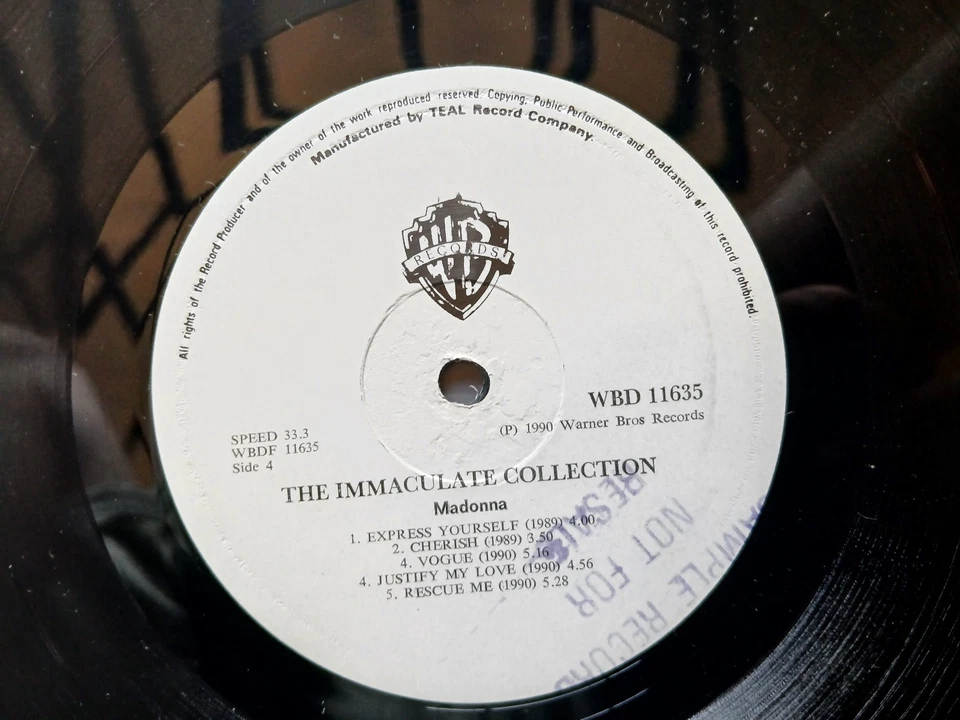 All rights of the Record Producer and of the owner of the work reproduced reserved. Copying, Public Performance and Broadcasting of this record prohibited.
Manufactured by TEAL Record Company.
RECORDS
WBD 11635
(P) 1990 Warner Bros Records
SPEED 33.3
WBDF 11635
Side 4
THE IMMACULATE COLLECTION
Madonna
1. EXPRESS YOURSELF (1989) 4.00
2. CHERISH (1989) 3.50
4. VOGUE (1990) 5.16
4. JUSTIFY MY LOVE (1990) 4.56
5. RESCUE ME (1990) 5.28
RECORD
NOT FOR